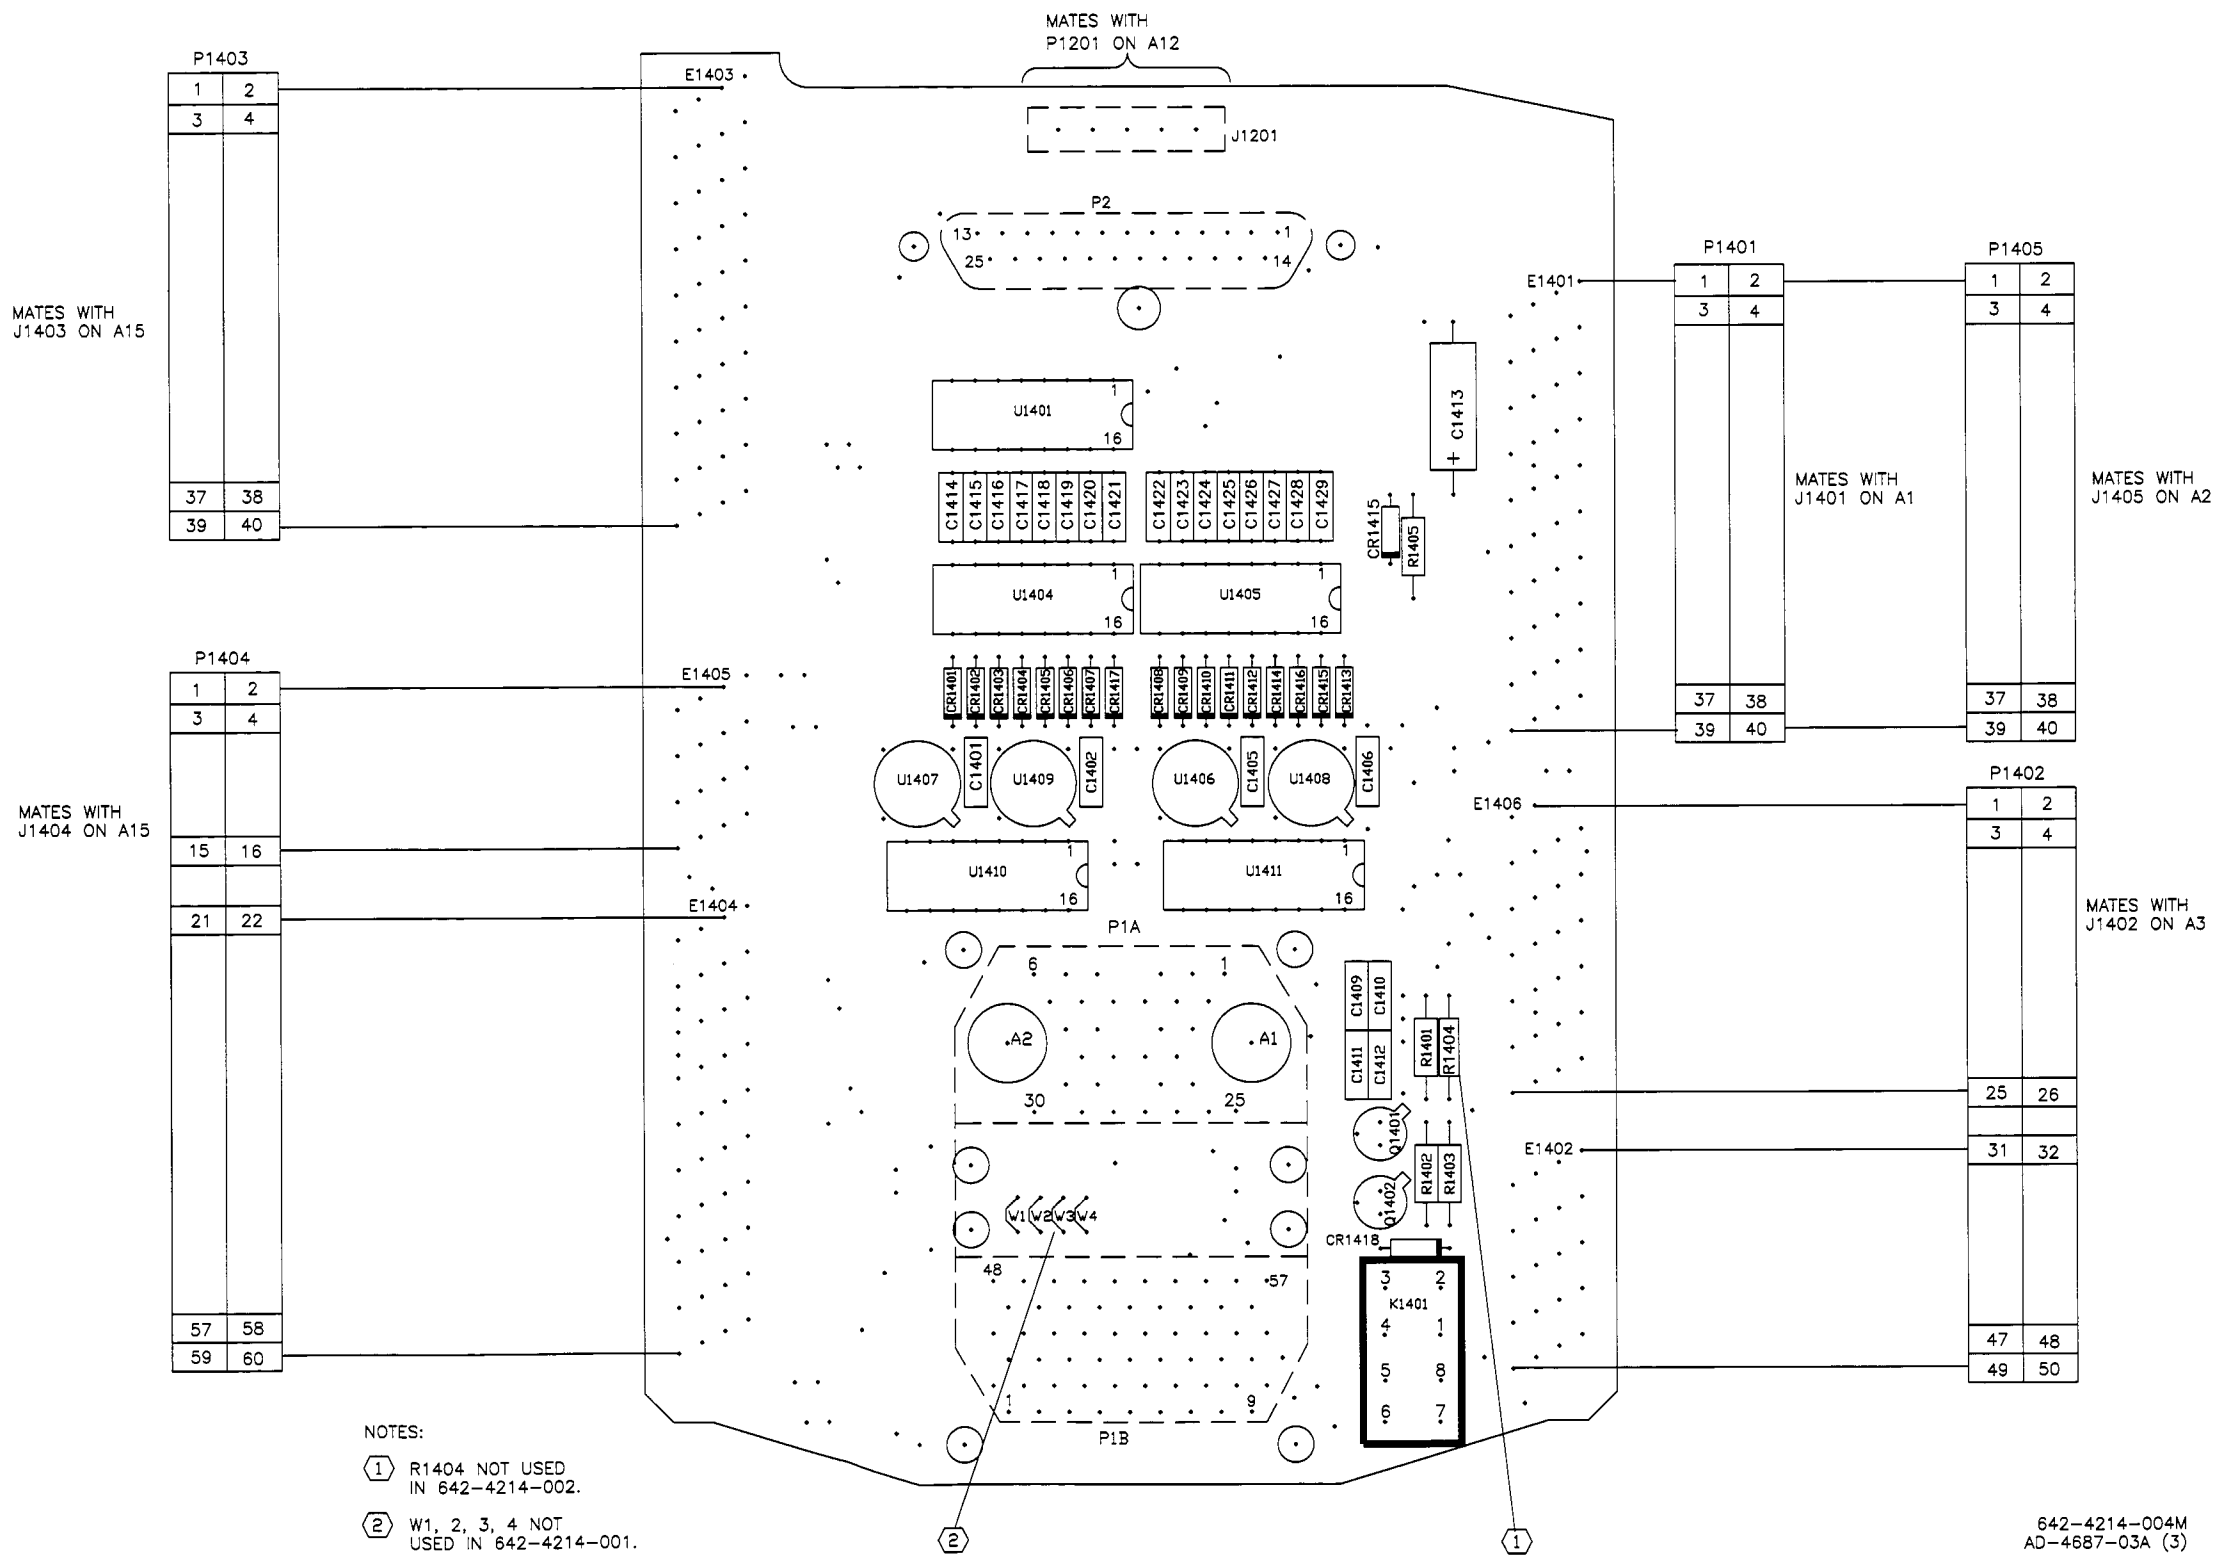 MATES WITH
P1201 ON A12
P1403
1 2
3 4
37 38
39 40
MATES WITH
J1403 ON A15
E1403
J1201
P2
13 1
25 14
E1401
P1401
1 2
3 4
37 38
39 40
MATES WITH
J1401 ON A1
P1405
1 2
3 4
37 38
39 40
MATES WITH
J1405 ON A2
U1401
1
16
C1413
+
C1414 C1415 C1416 C1417 C1418 C1419 C1420 C1421
C1422 C1423 C1424 C1425 C1426 C1427 C1428 C1429
CR1415
R1405
U1404
1
16
U1405
1
16
P1404
1 2
3 4
15 16
21 22
57 58
59 60
MATES WITH
J1404 ON A15
E1405
E1404
CR1401 CR1402 CR1403 CR1404 CR1405 CR1406 CR1407 CR1417
CR1408 CR1409 CR1410 CR1411 CR1412 CR1414 CR1416 CR1415 CR1413
U1407
C1401
U1409
C1402
U1406
C1405
U1408
C1406
U1410
1
16
U1411
1
16
E1406
P1402
1 2
3 4
25 26
31 32
47 48
49 50
MATES WITH
J1402 ON A3
E1402
P1A
6 1
A2 A1
30 25
C1409 C1410
C1411 C1412
R1401
R1404
Q1401
Q1402
R1402
R1403
W1 W2 W3 W4
CR1418
48 57
1 9
P1B
3 2
K1401
4 1
5 8
6 7
NOTES:
1 R1404 NOT USED
IN 642-4214-002.
2 W1, 2, 3, 4 NOT
USED IN 642-4214-001.
2
1
642-4214-004M
AD-4687-03A (3)